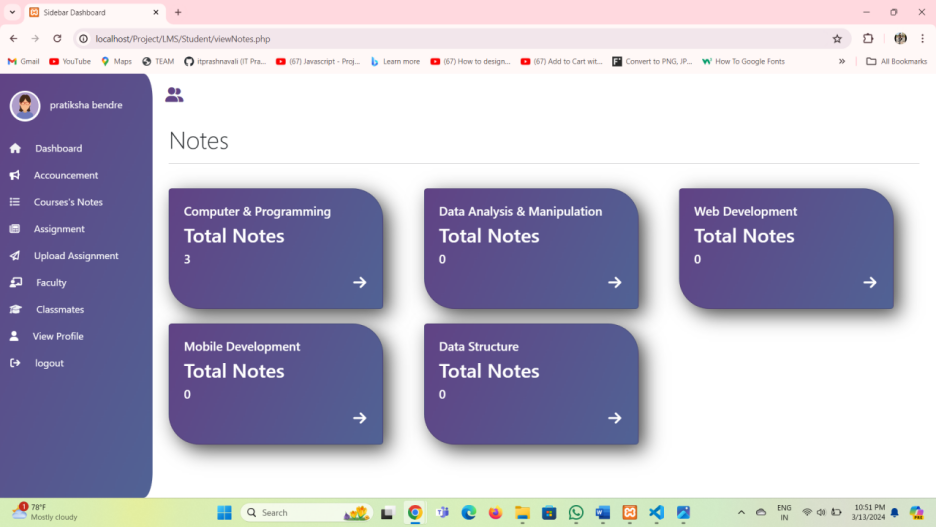 Sidebar Dashboard
localhost/Project/LMS/Student/viewNotes.php
Gmail YouTube Maps TEAM itprashnavali (IT Pra... (67) Javascript - Proj... Learn more (67) How to design... (67) Add to Cart wit... Convert to PNG, JP... How To Google Fonts » All Bookmarks
pratiksha bendre
Dashboard
Accouncement
Courses's Notes
Assignment
Upload Assignment
Faculty
Classmates
View Profile
logout
Notes
Computer & Programming
Total Notes
3
Data Analysis & Manipulation
Total Notes
0
Web Development
Total Notes
0
Mobile Development
Total Notes
0
Data Structure
Total Notes
0
1
78°F
Mostly cloudy
Search
ENG
IN
10:51 PM
3/13/2024